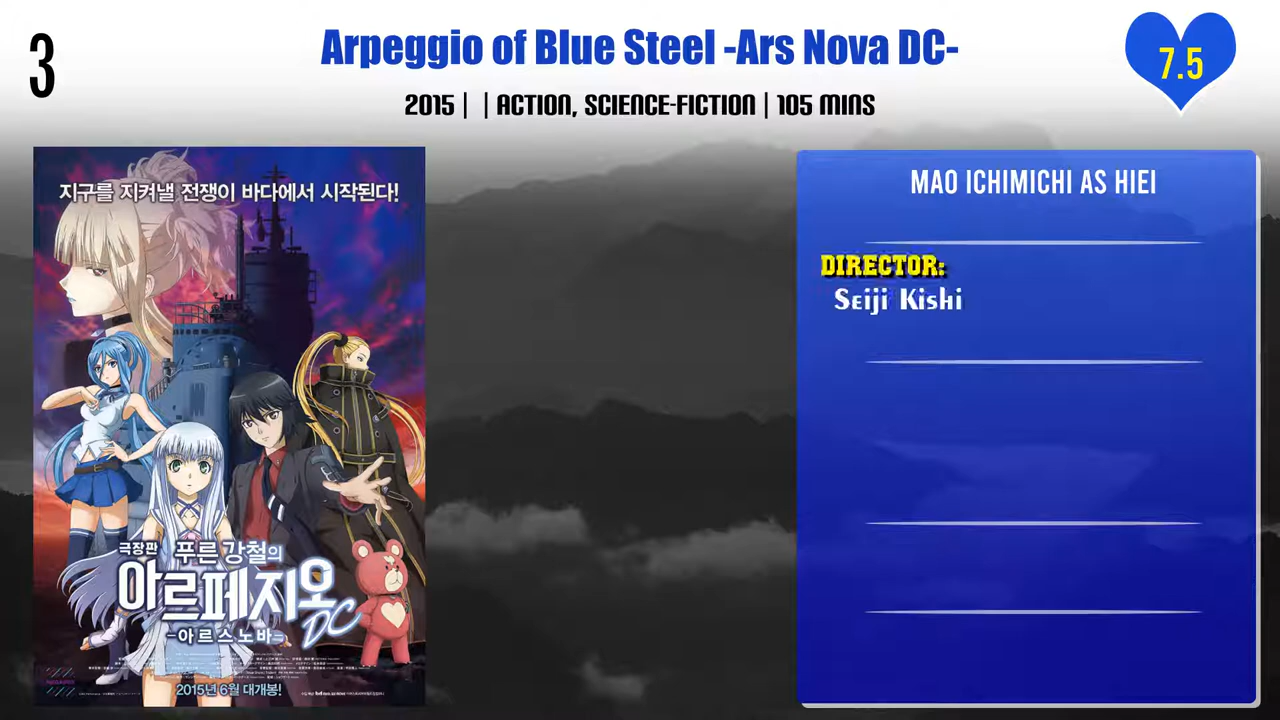 3
Arpeggio of Blue Steel -Ars Nova DC-
7.5
2015 | | ACTION, SCIENCE-FICTION | 105 MINS
지구를 지켜낼 전쟁이 바다에서 시작된다!
극장판 푸른 강철의
아르페지오
DC
-아르스노바-
2015년 6월 대개봉!
MAO ICHIMICHI AS HIEI
DIRECTOR:
Seiji Kishi